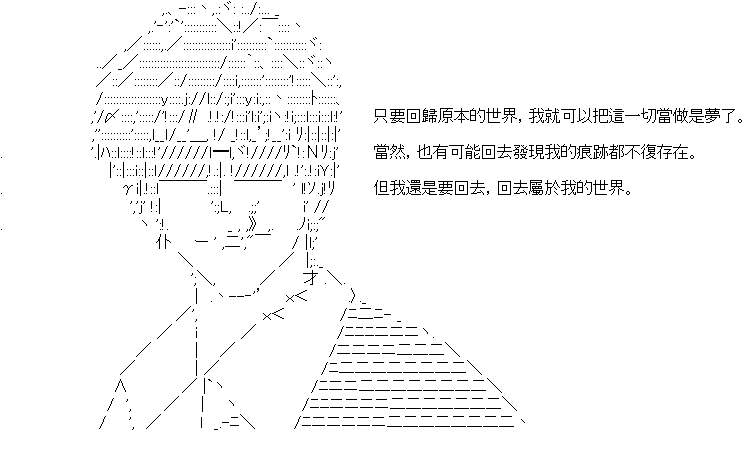 只要回歸原本的世界，我就可以把這一切當做是夢了。
當然，也有可能回去發現我的痕跡都不復存在。
但我還是要回去，回去屬於我的世界。